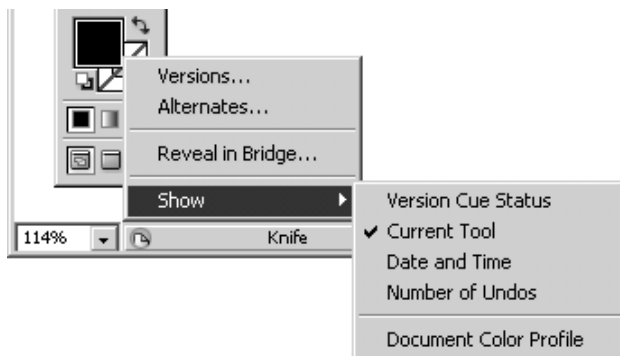 Versions...
Alternates...
Reveal in Bridge...
Show
114%
Knife
Version Cue Status
Current Tool
Date and Time
Number of Undos
Document Color Profile